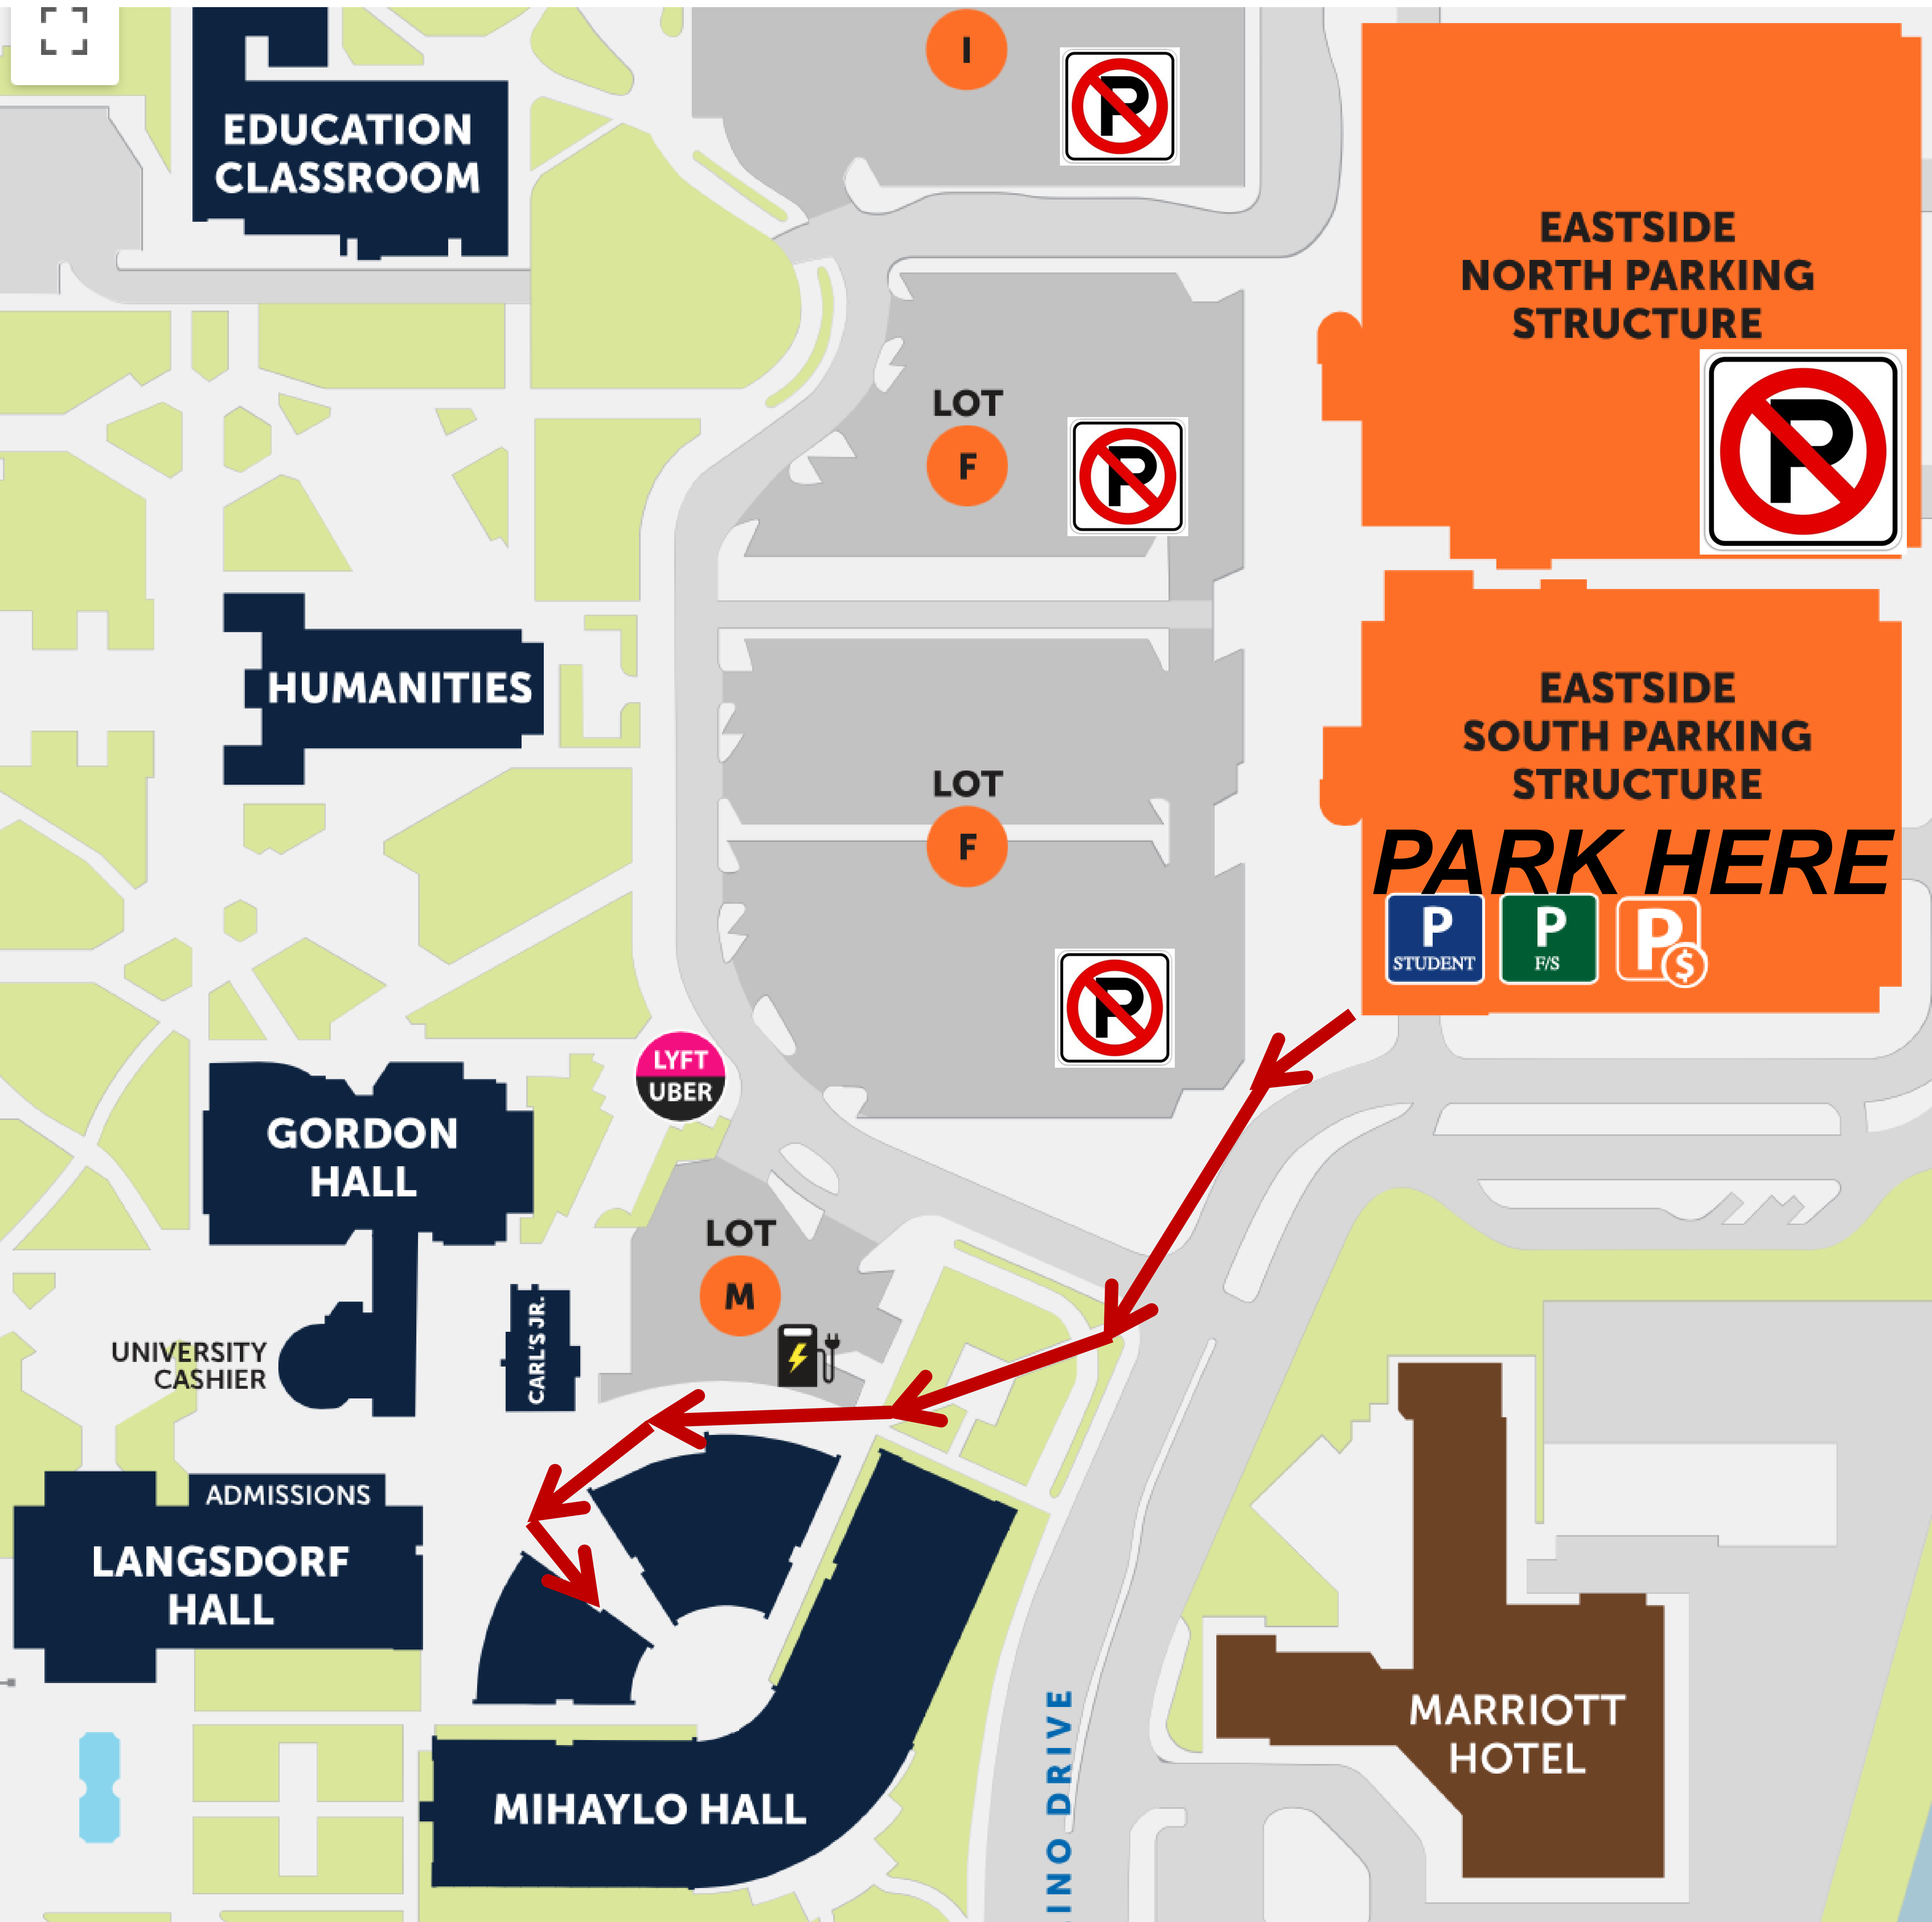 I
P
EDUCATION
CLASSROOM
EASTSIDE
NORTH PARKING
STRUCTURE
P
LOT
F
P
HUMANITIES
EASTSIDE
SOUTH PARKING
STRUCTURE
LOT
F
PARK HERE
P
STUDENT
P
F/S
P
$
P
LYFT
UBER
GORDON
HALL
LOT
M
UNIVERSITY
CASHIER
CARL'S JR.
ADMISSIONS
LANGSDORF
HALL
MARRIOTT
HOTEL
INO DRIVE
MIHAYLO HALL